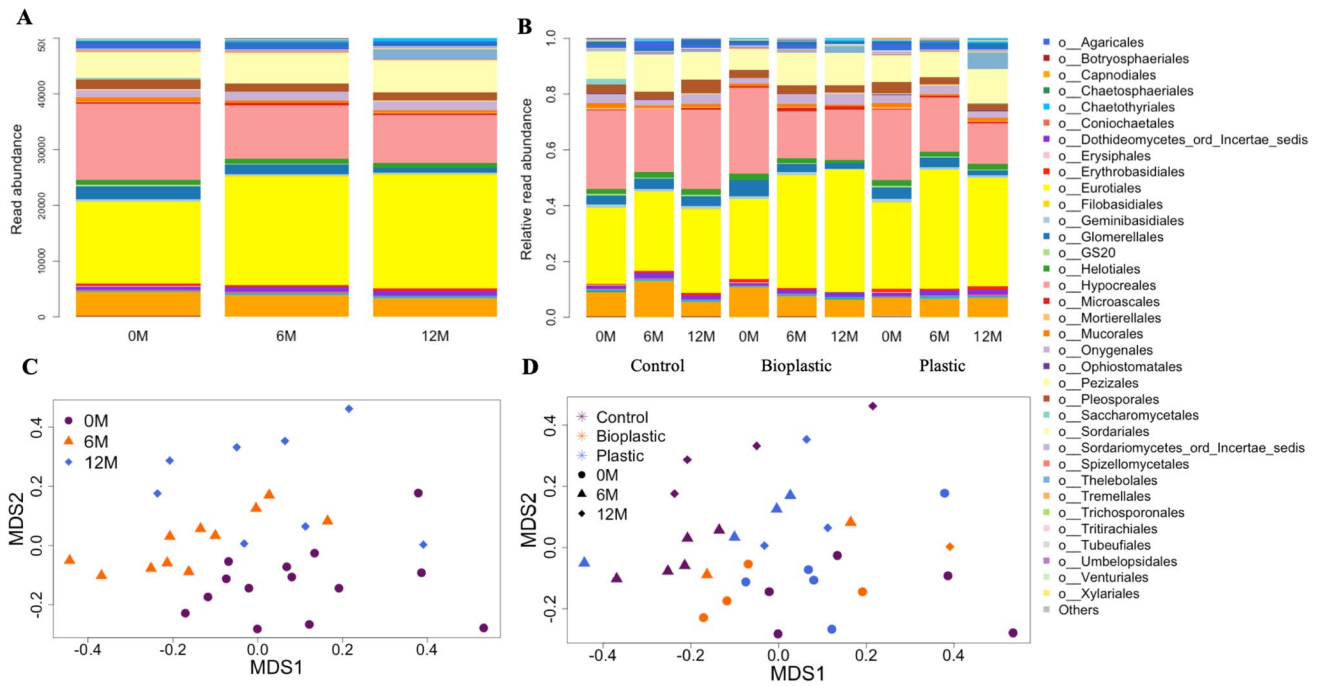 A
Read abundance
500
40000
30000
20000
10000
0
0M 6M 12M
B
Relative read abundance
1.0
0.8
0.6
0.4
0.2
0.0
0M 6M 12M 0M 6M 12M 0M 6M 12M
Control Bioplastic Plastic
o__Agaricales
o__Botryosphaeriales
o__Capnodiales
o__Chaetosphaeriales
o__Chaetothyriales
o__Coniochaetales
o__Dothideomycetes_ord_Incertae_sedis
o__Erysiphales
o__Erythrobasidiales
o__Eurotiales
o__Filobasidiales
o__Geminibasidiales
o__Glomerellales
o__GS20
o__Helotiales
o__Hypocreales
o__Microascales
o__Mortierellales
o__Mucorales
o__Onygenales
o__Ophiostomatales
o__Pezizales
o__Pleosporales
o__Saccharomycetales
o__Sordariales
o__Sordariomycetes_ord_Incertae_sedis
o__Spizellomycetales
o__Thelebolales
o__Tremellales
o__Trichosporonales
o__Tritirachiales
o__Tubeufiales
o__Umbelopsidales
o__Venturiales
o__Xylariales
Others
C
0M
6M
12M
MDS2
0.4
0.2
0.0
-0.2
-0.4 -0.2 0.0 0.2 0.4
MDS1
D
Control
Bioplastic
Plastic
0M
6M
12M
MDS2
0.4
0.2
0.0
-0.2
-0.4 -0.2 0.0 0.2 0.4
MDS1